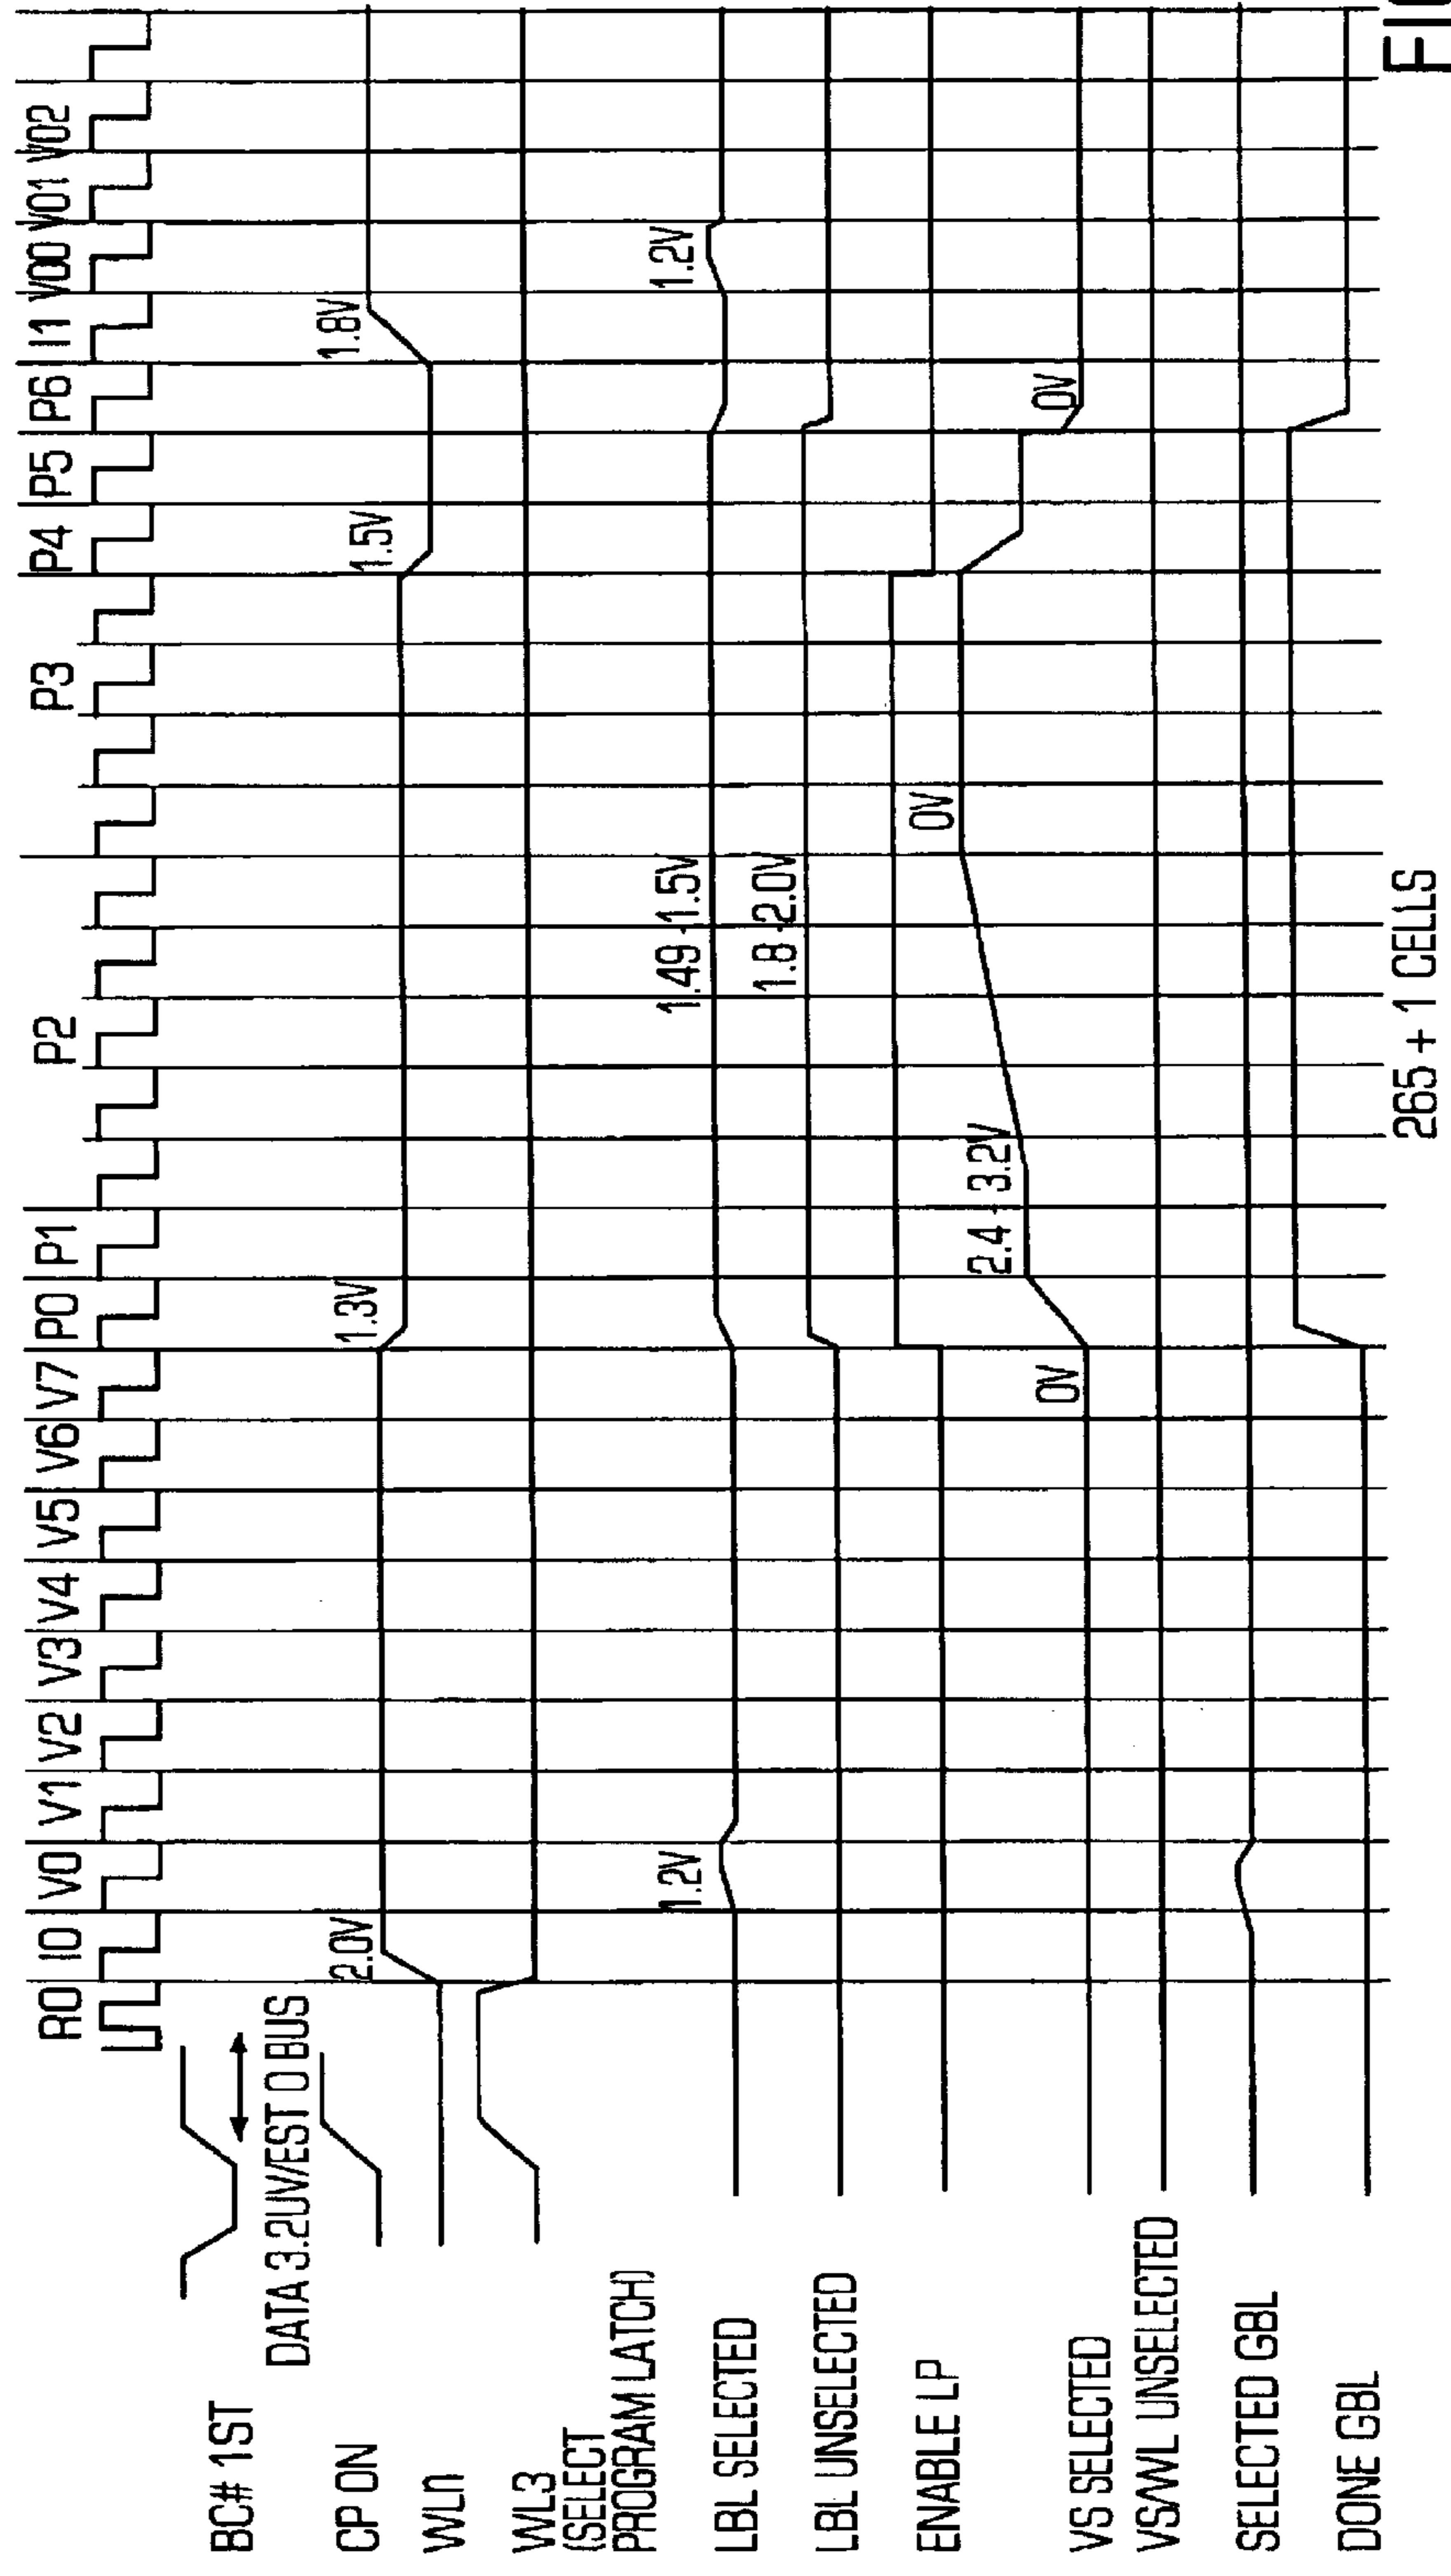 R0 I0 V0 V1 V2 V3 V4 V5 V6 V7 P0 P1 P2 P3 P4 P5 P6 I1 V00 V01 V02
BC# 1ST
DATA 3.2UV/EST 0 BUS
CP ON
2.0V 1.3V 1.5V 1.8V
WLn
WL3
(SELECT
PROGRAM LATCH)
1.2V 1.49-1.5V 1.2V
LBL SELECTED
1.8-2.0V
LBL UNSELECTED
ENABLE LP
0V 2.4-3.2V 0V 0V
VS SELECTED
VS/WL UNSELECTED
SELECTED GBL
DONE GBL
265 + 1 CELLS